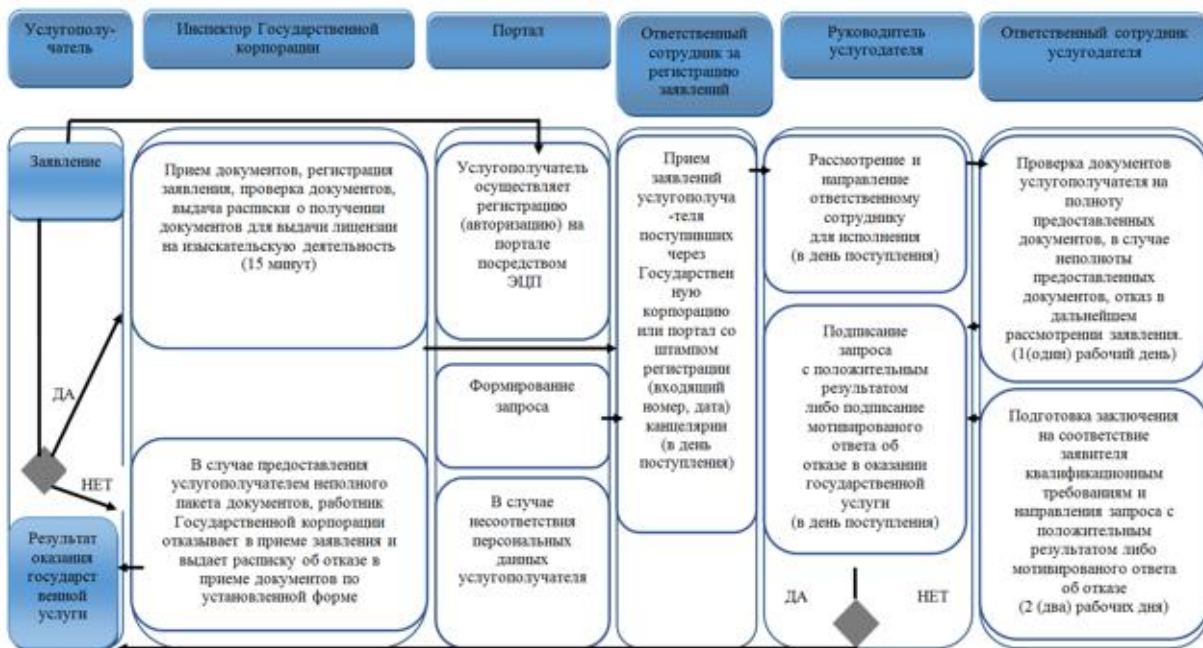 Услугополу-
чатель
Инспектор Государственной
корпорации
Портал
Ответственный
сотрудник за
регистрацию
заявлений
Руководитель
услугодателя
Ответственный сотрудник
услугодателя
Заявление
ДА
НЕТ
Результат
оказания
государст
венной
услуги
Прием документов, регистрация
заявления, проверка документов,
выдача расписки о получении
документов для выдачи лицензии
на изыскательскую деятельность
(15 минут)
В случае предоставления
услугополучателем неполного
пакета документов, работник
Государственной корпорации
отказывает в приеме заявления и
выдает расписку об отказе в
приеме документов по
установленной форме
Услугополучатель
осуществляет
регистрацию
(авторизацию) на
портале
посредством
ЭЦП
Формирование
запроса
В случае
несоответствия
персональных
данных
услугополучателя
Прием
заявлений
услугополуча
-теля
поступивших
через
Государствен
ную
корпорацию
или портал со
штампом
регистрации
(входящий
номер, дата)
канцелярии
(в день
поступления)
Рассмотрение и
направление
ответственному
сотруднику
для исполнения
(в день поступления)
Подписание
запроса
с положительным
результатом
либо подписание
мотивированого
ответа об
отказе в оказании
государственной
услуги
(в день поступления)
ДА
НЕТ
Проверка документов
услугополучателя на
полноту
предоставленных
документов, в случае
неполноты
предоставленных
документов, отказ в
дальнейшем
рассмотрении заявления.
(1(один) рабочий день)
Подготовка заключения
на соответствие
заявителя
квалификационным
требованиям и
направления запроса с
положительным
результатом либо
мотивированого ответа
об отказе
(2 (два) рабочих дня)